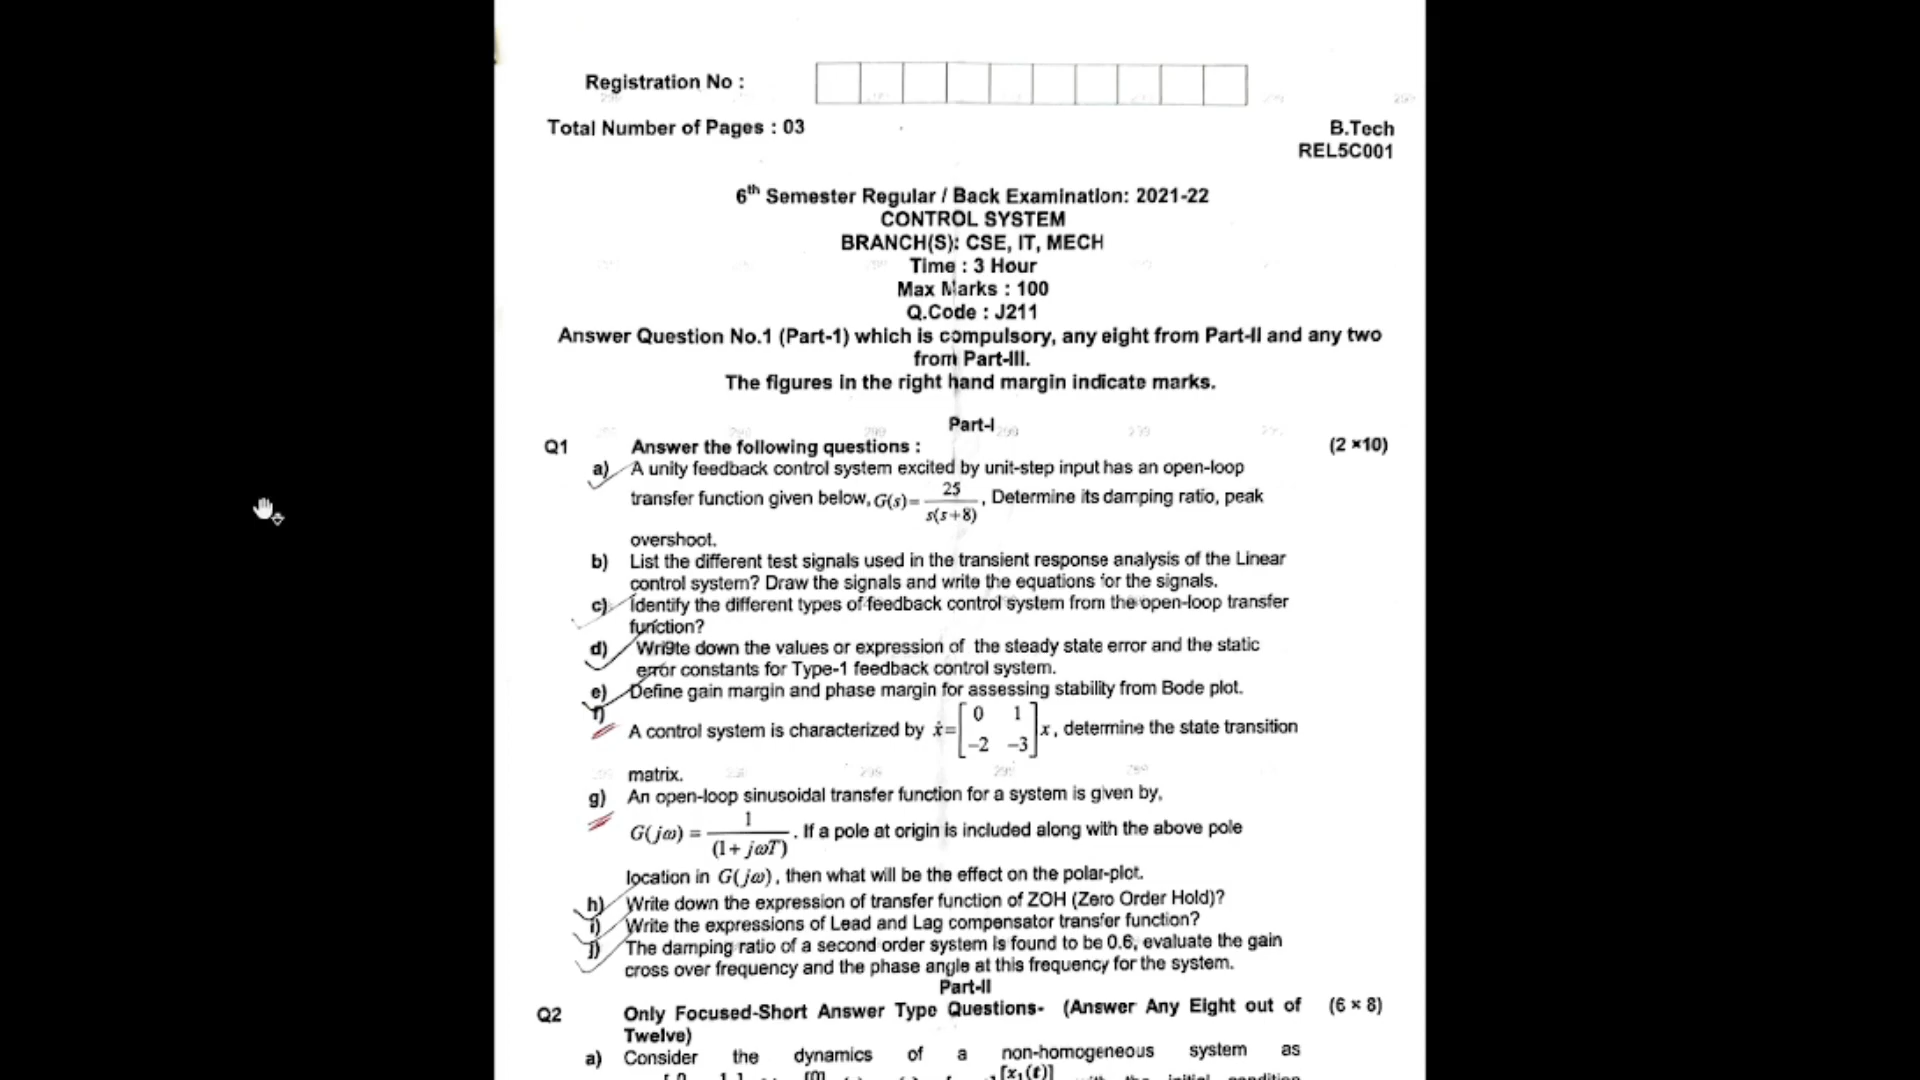 Registration No :
Total Number of Pages : 03
B.Tech
REL5C001
6th Semester Regular / Back Examination: 2021-22
CONTROL SYSTEM
BRANCH(S): CSE, IT, MECH
Time : 3 Hour
Max Marks : 100
Q.Code : J211
Answer Question No.1 (Part-1) which is compulsory, any eight from Part-II and any two
from Part-III.
The figures in the right hand margin indicate marks.
Part-I
Q1 Answer the following questions : (2 ×10)
a) A unity feedback control system excited by unit-step input has an open-loop
transfer function given below, G(s)= 25 / s(s+8) , Determine its damping ratio, peak
overshoot.
b) List the different test signals used in the transient response analysis of the Linear
control system? Draw the signals and write the equations for the signals.
c) Identify the different types of feedback control system from the open-loop transfer
function?
d) Wri9te down the values or expression of the steady state error and the static
error constants for Type-1 feedback control system.
e) Define gain margin and phase margin for assessing stability from Bode plot.
f)
A control system is characterized by ẋ= [0 1; −2 −3] x , determine the state transition
matrix.
g) An open-loop sinusoidal transfer function for a system is given by,
G(jω) = 1 / (1+ jωT) . If a pole at origin is included along with the above pole
location in G(jω) , then what will be the effect on the polar-plot.
h) Write down the expression of transfer function of ZOH (Zero Order Hold)?
i) Write the expressions of Lead and Lag compensator transfer function?
j) The damping ratio of a second order system is found to be 0.6, evaluate the gain
cross over frequency and the phase angle at this frequency for the system.
Part-II
Q2 Only Focused-Short Answer Type Questions- (Answer Any Eight out of (6 × 8)
Twelve)
a) Consider the dynamics of a non-homogeneous system as
[x₁(t)] with the initial condition